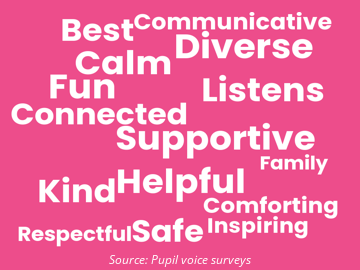 Best Communicative
Calm Diverse
Fun Listens
Connected
Supportive
Family
Kind Helpful
Comforting
Respectful Safe Inspiring
Source: Pupil voice surveys